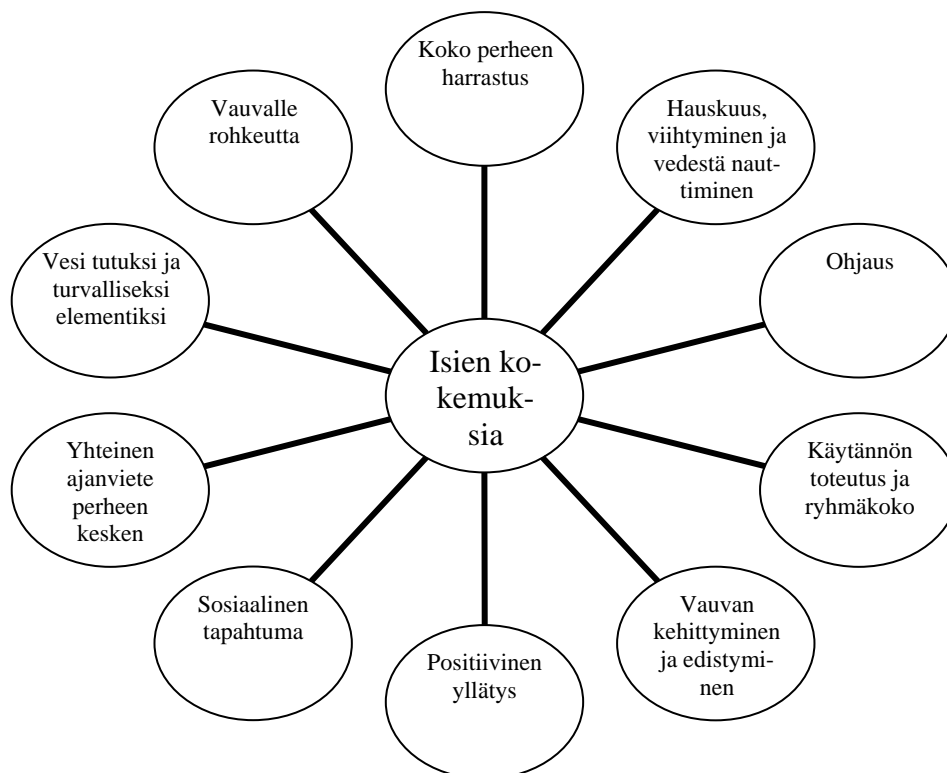 Koko perheen
harrastus
Hauskuus,
viihtyminen ja
vedestä naut-
timinen
Ohjaus
Käytännön
toteutus ja
ryhmäkoko
Vauvan
kehittyminen
ja edistymi-
nen
Positiivinen
yllätys
Sosiaalinen
tapahtuma
Yhteinen
ajanviete
perheen
kesken
Vesi tutuksi ja
turvalliseksi
elementiksi
Vauvalle
rohkeutta
Isien ko-
kemuk-
sia